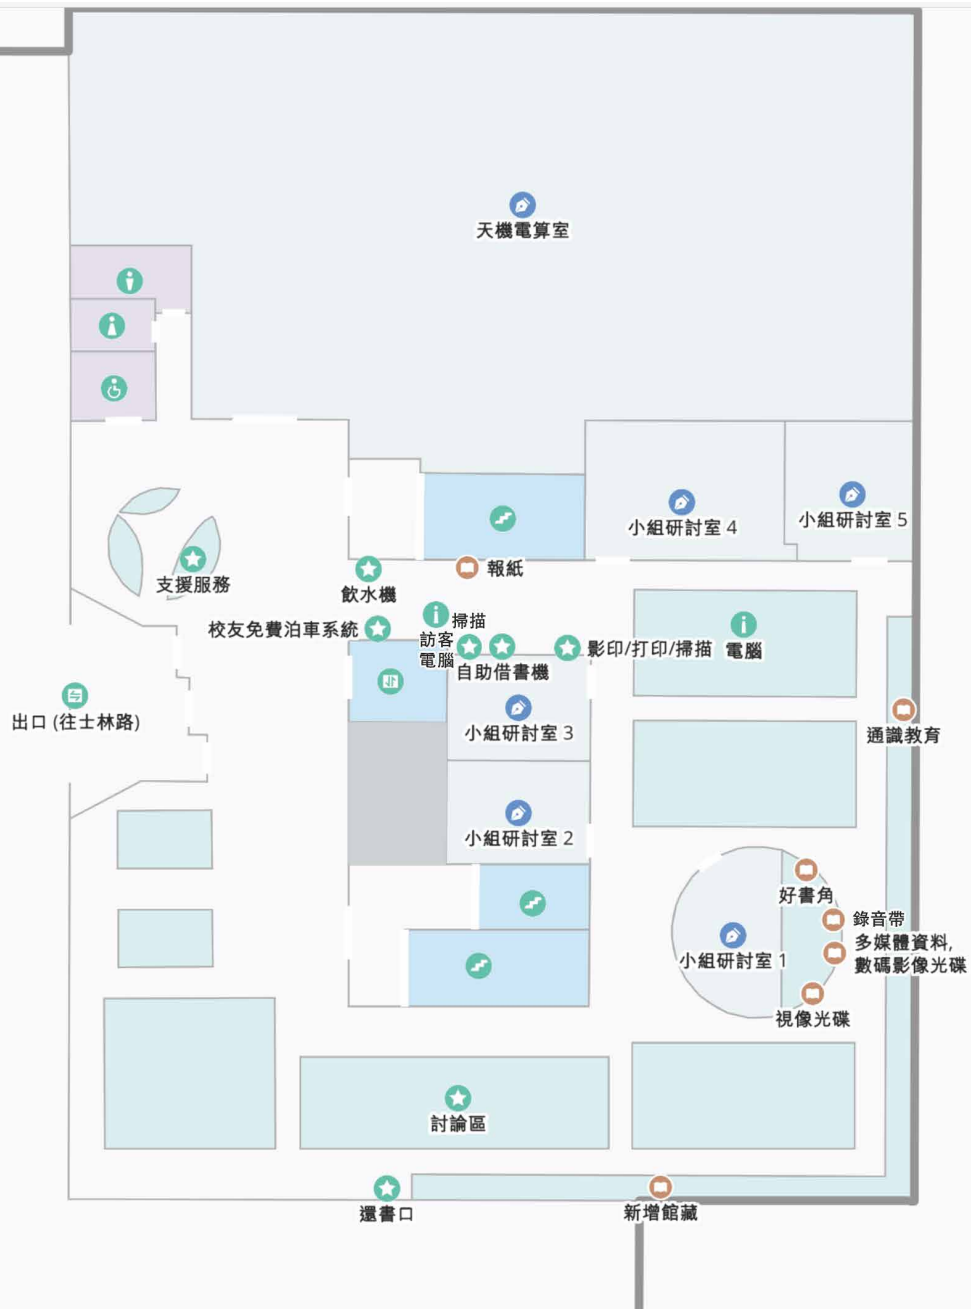 天機電算室
小組研討室 4
小組研討室 5
支援服務
報紙
飲水機
校友免費泊車系統
掃描
訪客
電腦
自助借書機
影印/打印/掃描
電腦
出口 (往士林路)
小組研討室 3
通識教育
小組研討室 2
好書角
錄音帶
多媒體資料,
數碼影像光碟
小組研討室 1
視像光碟
討論區
還書口
新增館藏